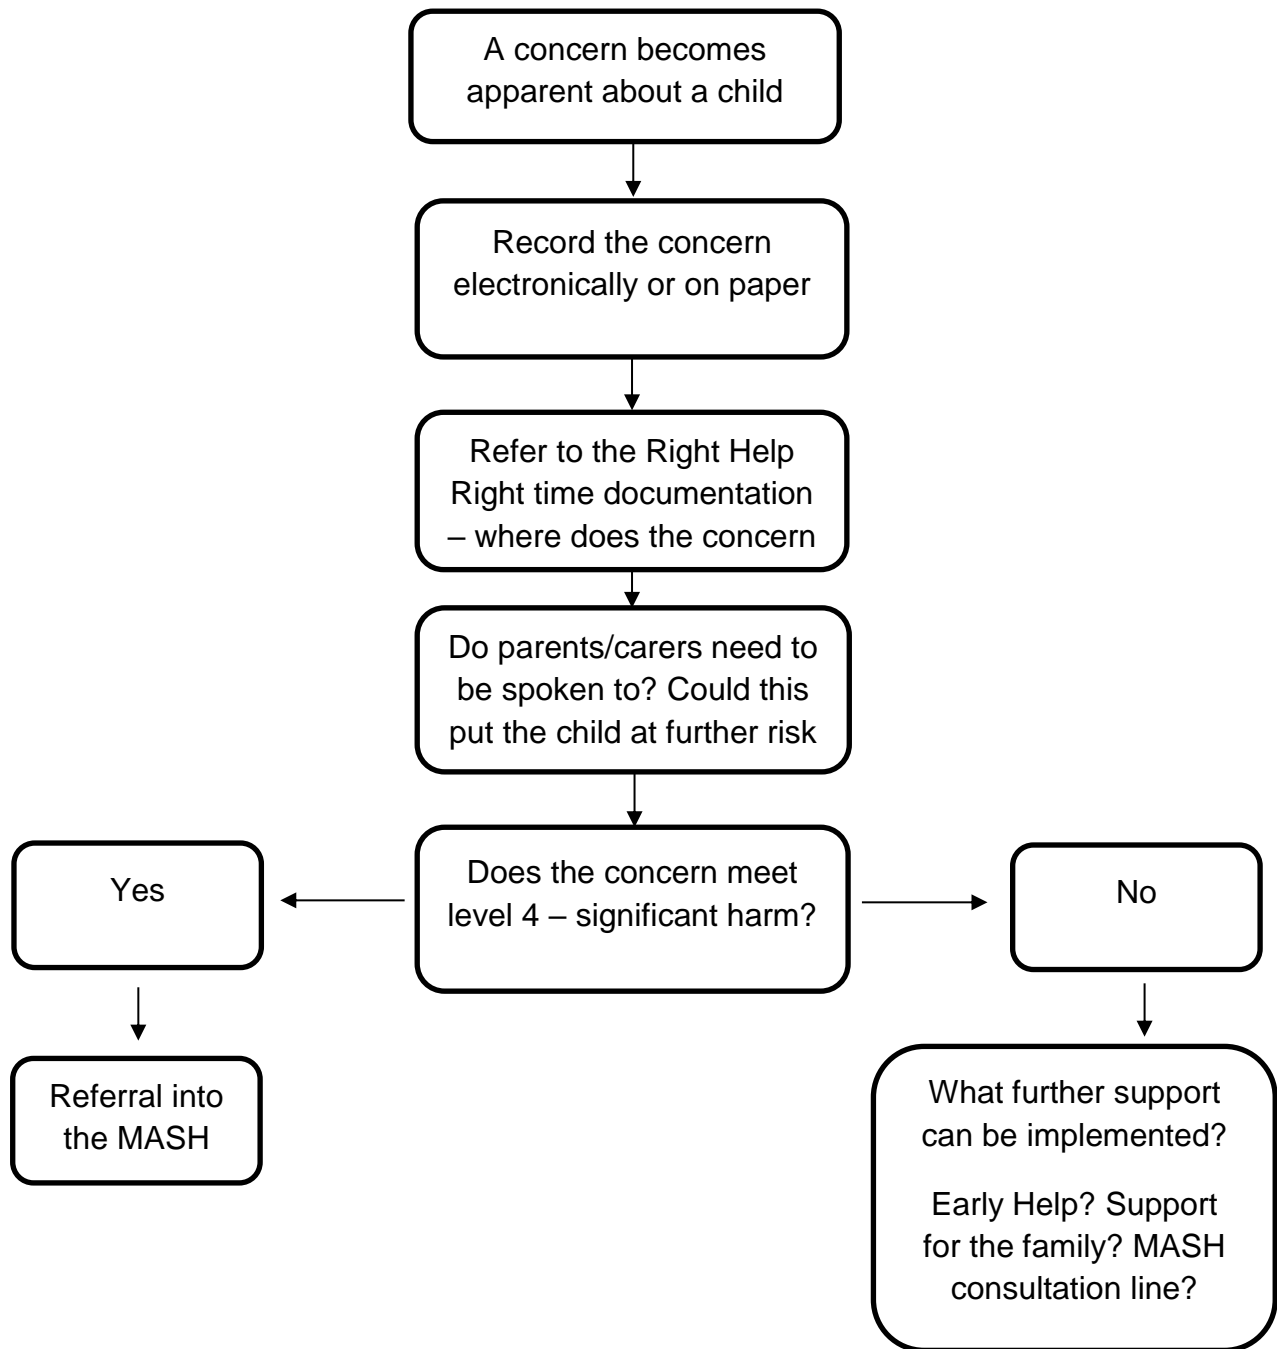 A concern becomes
apparent about a child
Record the concern
electronically or on paper
Refer to the Right Help
Right time documentation
– where does the concern
Do parents/carers need to
be spoken to? Could this
put the child at further risk
Does the concern meet
level 4 – significant harm?
Yes
No
Referral into
the MASH
What further support
can be implemented?
Early Help? Support
for the family? MASH
consultation line?